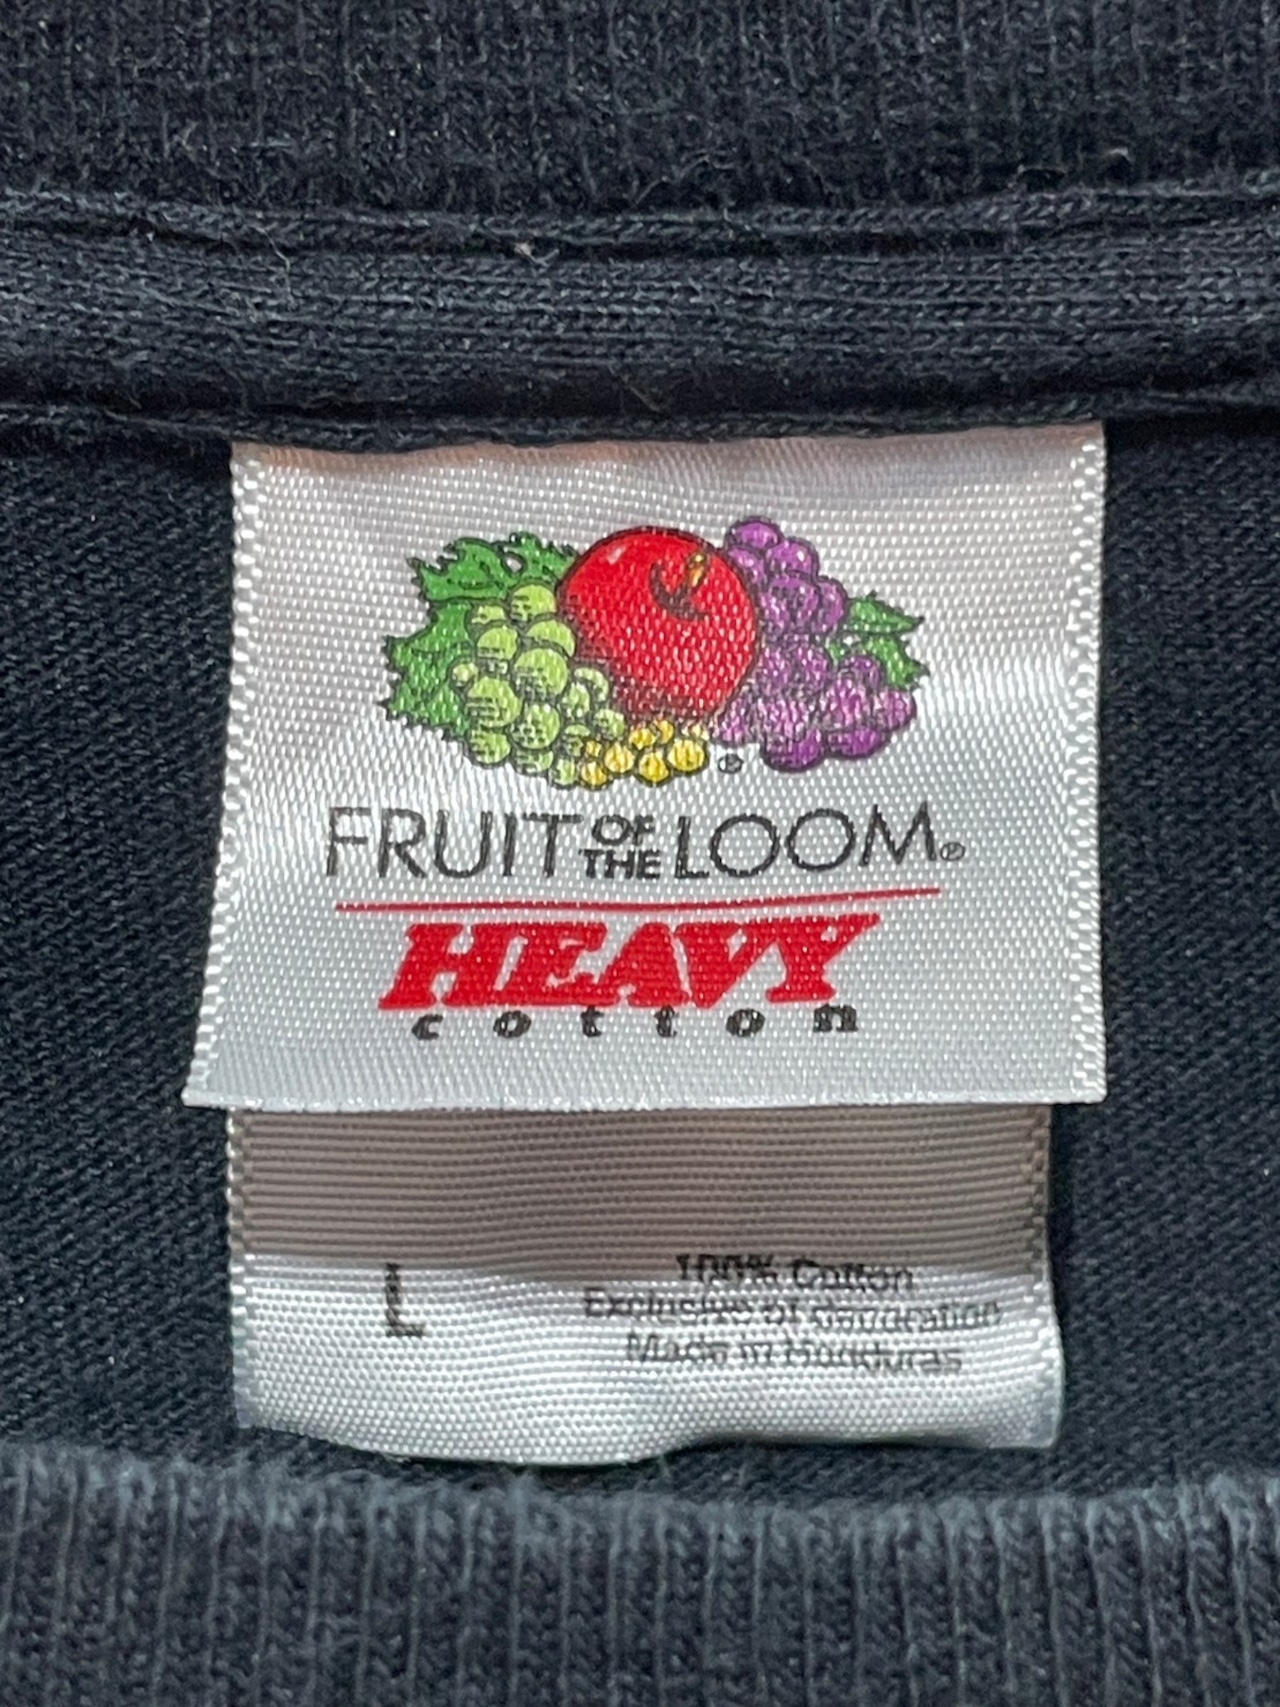 ®
FRUIT OF THE LOOM®
HEAVY
cotton
L
100% Cotton
Exclusive of decoration
Made in Honduras